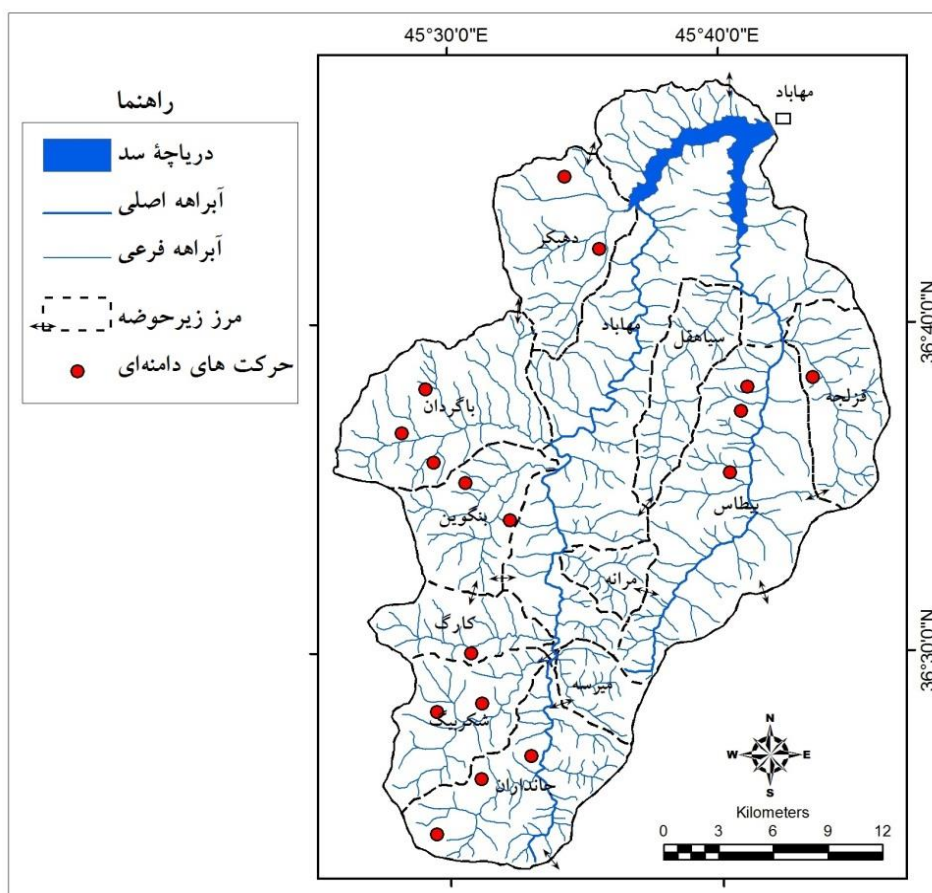 45°30'0"E
45°40'0"E
راهنما
دریاچهٔ سد
آبراهه اصلی
آبراهه فرعی
مرز زیرحوضه
حرکت های دامنه‌ای
مهاباد
دهبکر
مهاباد
سیاهقل
قزلجه
باگردان
بیطاس
بنگوین
مرانه
کارگ
میرسه
شکربیگ
جانداران
36°40'0"N
36°30'0"N
N
W
E
S
Kilometers
0 3 6 9 12